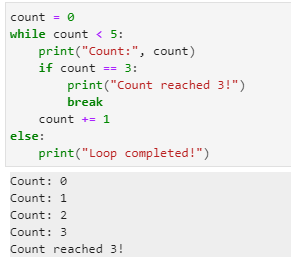 count = 0
while count < 5:
    print("Count:", count)
    if count == 3:
        print("Count reached 3!")
        break
    count += 1
else:
    print("Loop completed!")
Count: 0
Count: 1
Count: 2
Count: 3
Count reached 3!